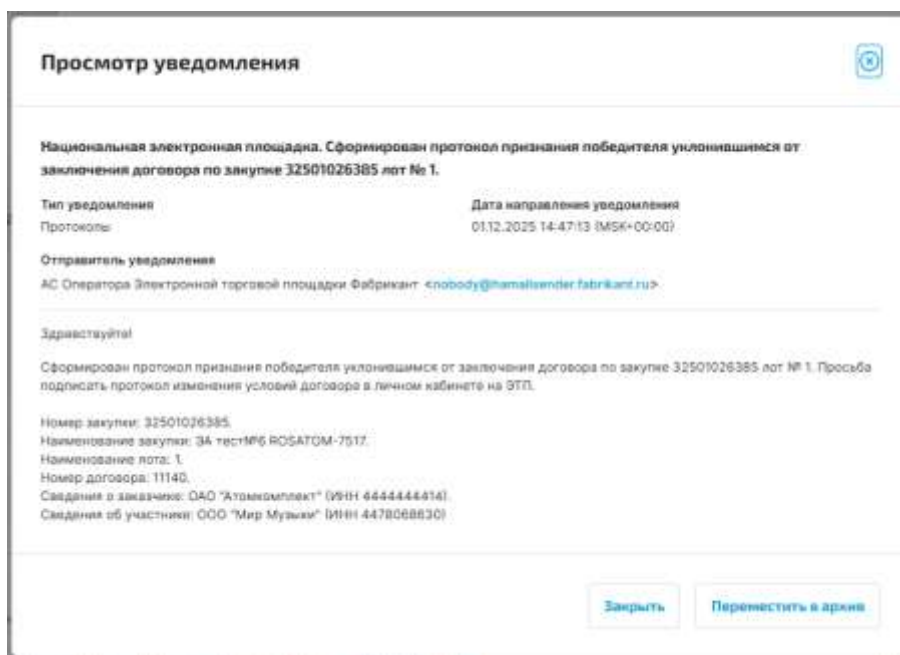 Просмотр уведомления
Национальная электронная площадка. Сформирован протокол признания победителя уклонившимся от
заключения договора по закупке 32501026385 лот № 1.
Тип уведомления
Дата направления уведомления
Протоколы
01.12.2025 14:47:13 (MSK+00:00)
Отправитель уведомления
АС Оператора Электронной торговой площадки Фабрикант <nobody@hamailsender.fabrikant.ru>
Здравствуйте!
Сформирован протокол признания победителя уклонившимся от заключения договора по закупке 32501026385 лот № 1. Просьба
подписать протокол изменения условий договора в личном кабинете на ЭТП.
Номер закупки: 32501026385.
Наименование закупки: ЗА тест№6 ROSATOM-7517.
Наименование лота: 1.
Номер договора: 11140.
Сведения о заказчике: ОАО "Атомкомплект" (ИНН 4444444414).
Сведения об участнике: ООО "Мир Музыки" (ИНН 4478068630)
Закрыть
Переместить в архив